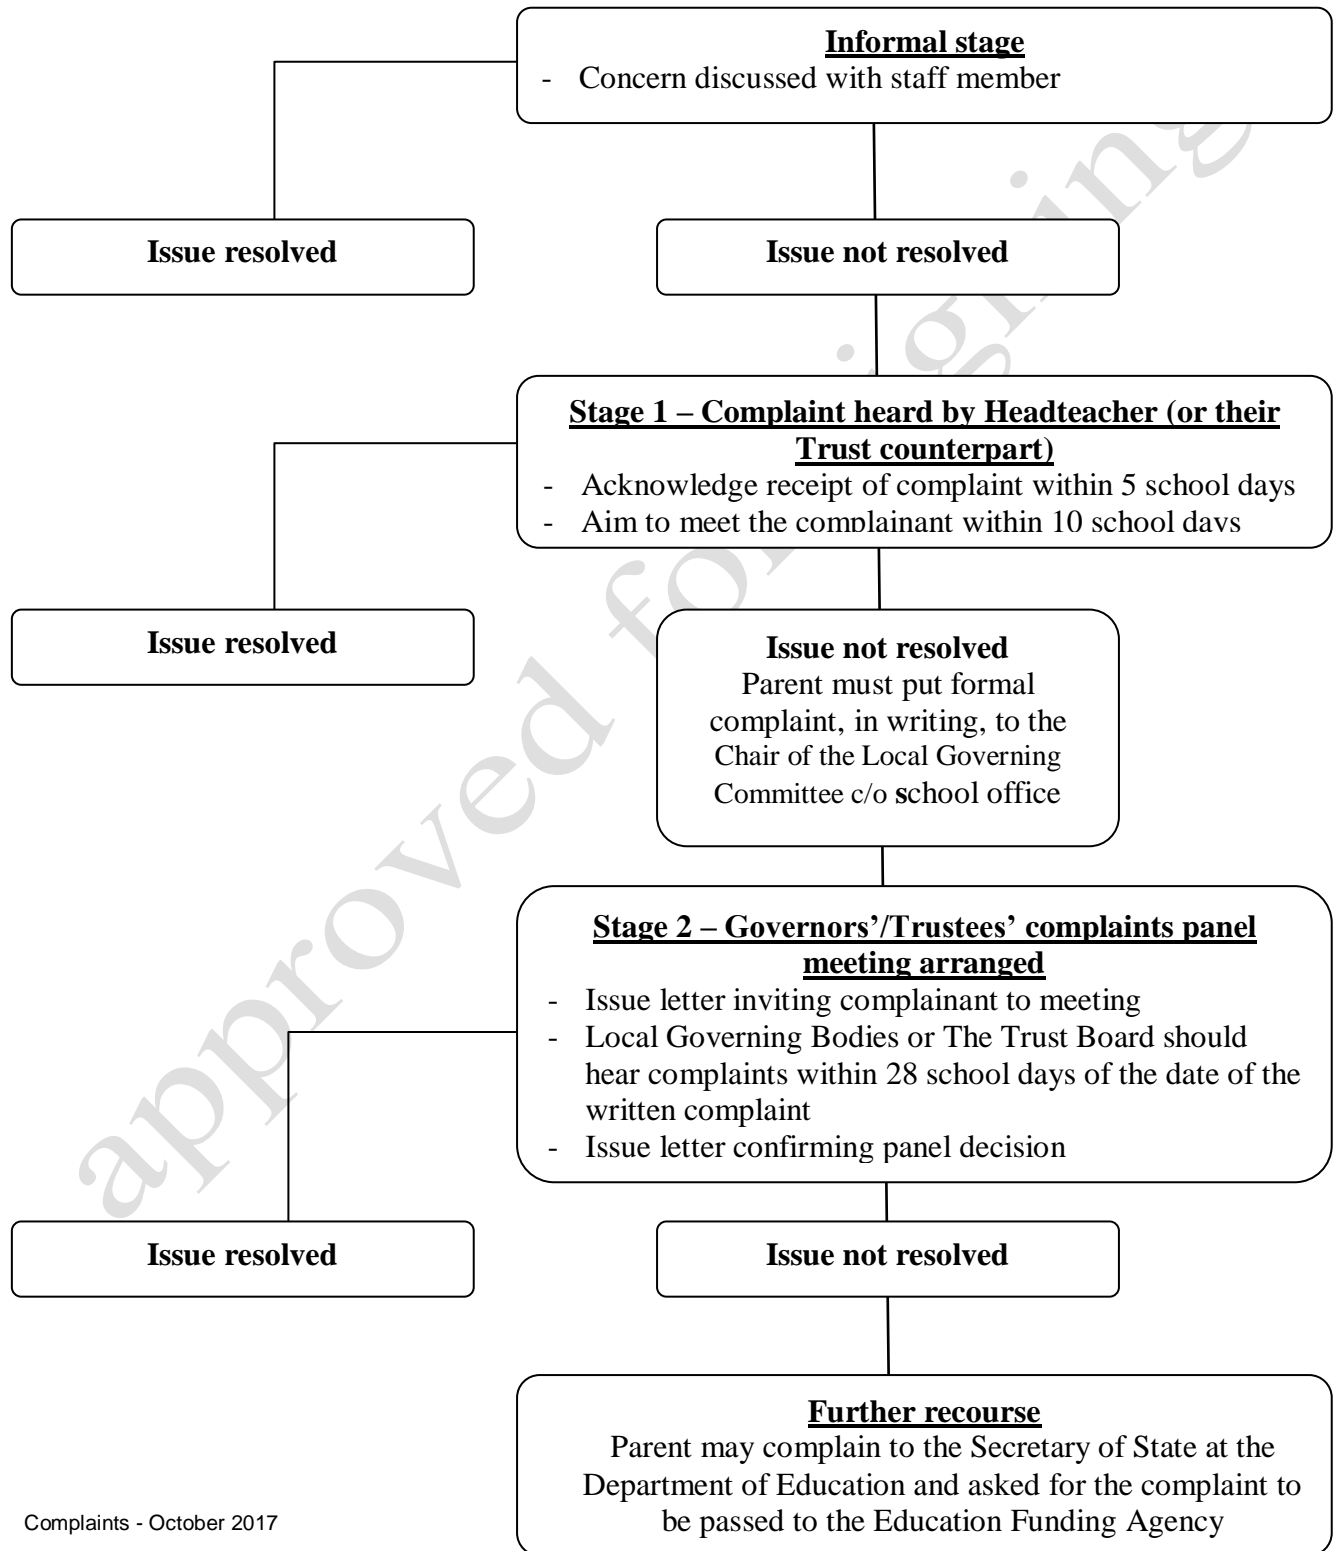 Informal stage
- Concern discussed with staff member
Issue resolved
Issue not resolved
Stage 1 – Complaint heard by Headteacher (or their
Trust counterpart)
- Acknowledge receipt of complaint within 5 school days
- Aim to meet the complainant within 10 school days
Issue resolved
Issue not resolved
Parent must put formal
complaint, in writing, to the
Chair of the Local Governing
Committee c/o school office
Stage 2 – Governors’/Trustees’ complaints panel
meeting arranged
- Issue letter inviting complainant to meeting
- Local Governing Bodies or The Trust Board should
hear complaints within 28 school days of the date of the
written complaint
- Issue letter confirming panel decision
Issue resolved
Issue not resolved
Further recourse
Parent may complain to the Secretary of State at the
Department of Education and asked for the complaint to
be passed to the Education Funding Agency
Complaints - October 2017
approved for